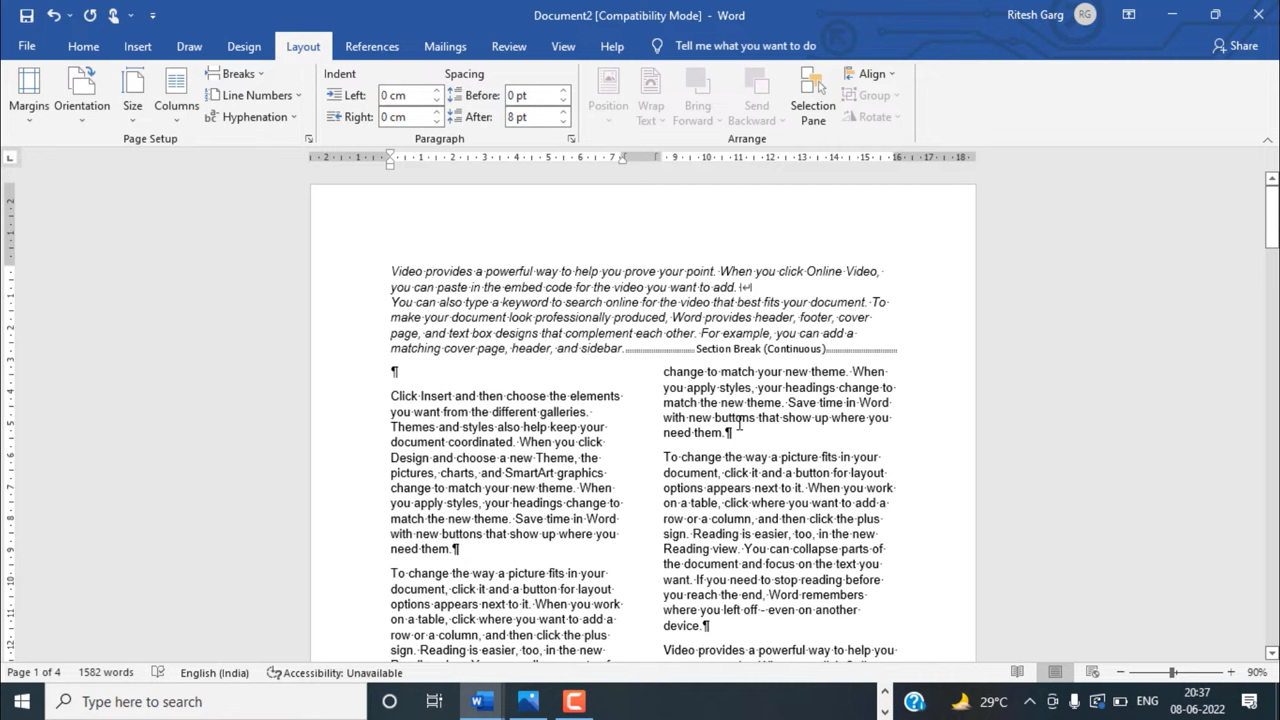 Document2 [Compatibility Mode] - Word
Ritesh Garg
RG
File Home Insert Draw Design Layout References Mailings Review View Help Tell me what you want to do Share
Margins
Orientation
Size
Columns
Breaks
Line Numbers
Hyphenation
Page Setup
Indent
Left: 0 cm
Right: 0 cm
Spacing
Before: 0 pt
After: 8 pt
Paragraph
Position
Wrap
Text
Bring
Forward
Send
Backward
Selection
Pane
Align
Group
Rotate
Arrange
2 1 1 2 3 4 5 6 7 9 10 11 12 13 14 15 16 17 18
Video provides a powerful way to help you prove your point. When you click Online Video,
you can paste in the embed code for the video you want to add.
You can also type a keyword to search online for the video that best fits your document. To
make your document look professionally produced, Word provides header, footer, cover
page, and text box designs that complement each other. For example, you can add a
matching cover page, header, and sidebar. Section Break (Continuous)
¶
Click Insert and then choose the elements
you want from the different galleries.
Themes and styles also help keep your
document coordinated. When you click
Design and choose a new Theme, the
pictures, charts, and SmartArt graphics
change to match your new theme. When
you apply styles, your headings change to
match the new theme. Save time in Word
with new buttons that show up where you
need them.¶
To change the way a picture fits in your
document, click it and a button for layout
options appears next to it. When you work
on a table, click where you want to add a
row or a column, and then click the plus
sign. Reading is easier, too, in the new
change to match your new theme. When
you apply styles, your headings change to
match the new theme. Save time in Word
with new buttons that show up where you
need them.¶
To change the way a picture fits in your
document, click it and a button for layout
options appears next to it. When you work
on a table, click where you want to add a
row or a column, and then click the plus
sign. Reading is easier, too, in the new
Reading view. You can collapse parts of
the document and focus on the text you
want. If you need to stop reading before
you reach the end, Word remembers
where you left off - even on another
device.¶
Video provides a powerful way to help you
Page 1 of 4 1582 words English (India) Accessibility: Unavailable 90%
Type here to search
29°C ENG
20:37
08-06-2022